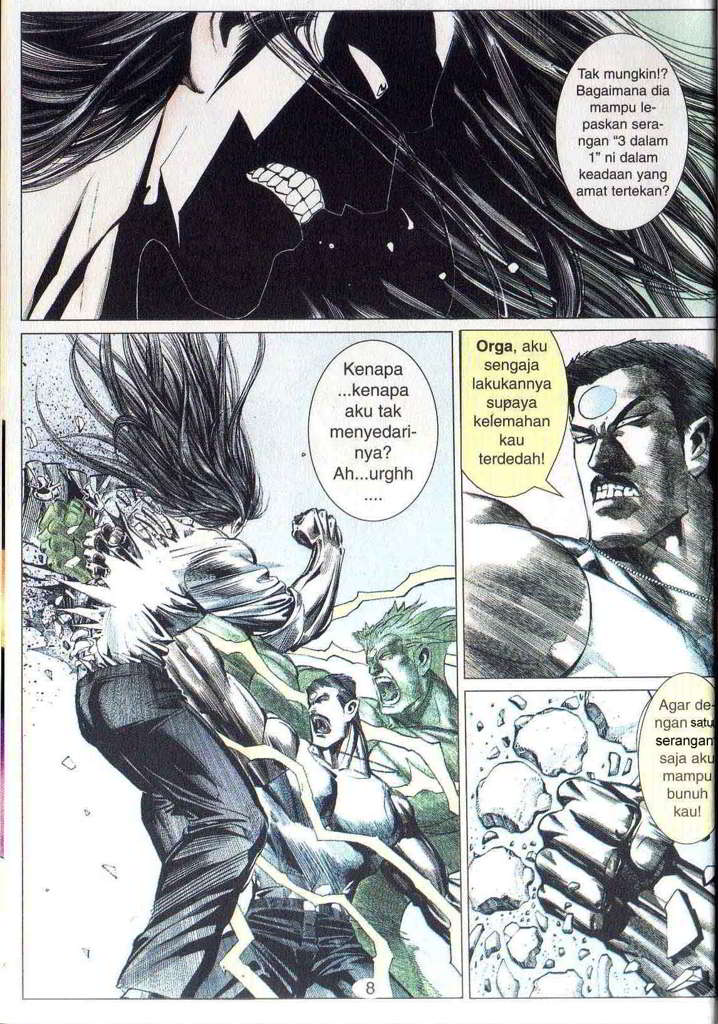 Tak mungkin!?
Bagaimana dia
mampu le-
paskan sera-
ngan "3 dalam
1" ni dalam
keadaan yang
amat tertekan?
Kenapa
...kenapa
aku tak
menyedari-
nya?
Ah...urghh
....
Orga, aku
sengaja
lakukannya
supaya
kelemahan
kau
terdedah!
Agar de-
ngan satu
serangan
saja aku
mampu
bunuh
kau!
8